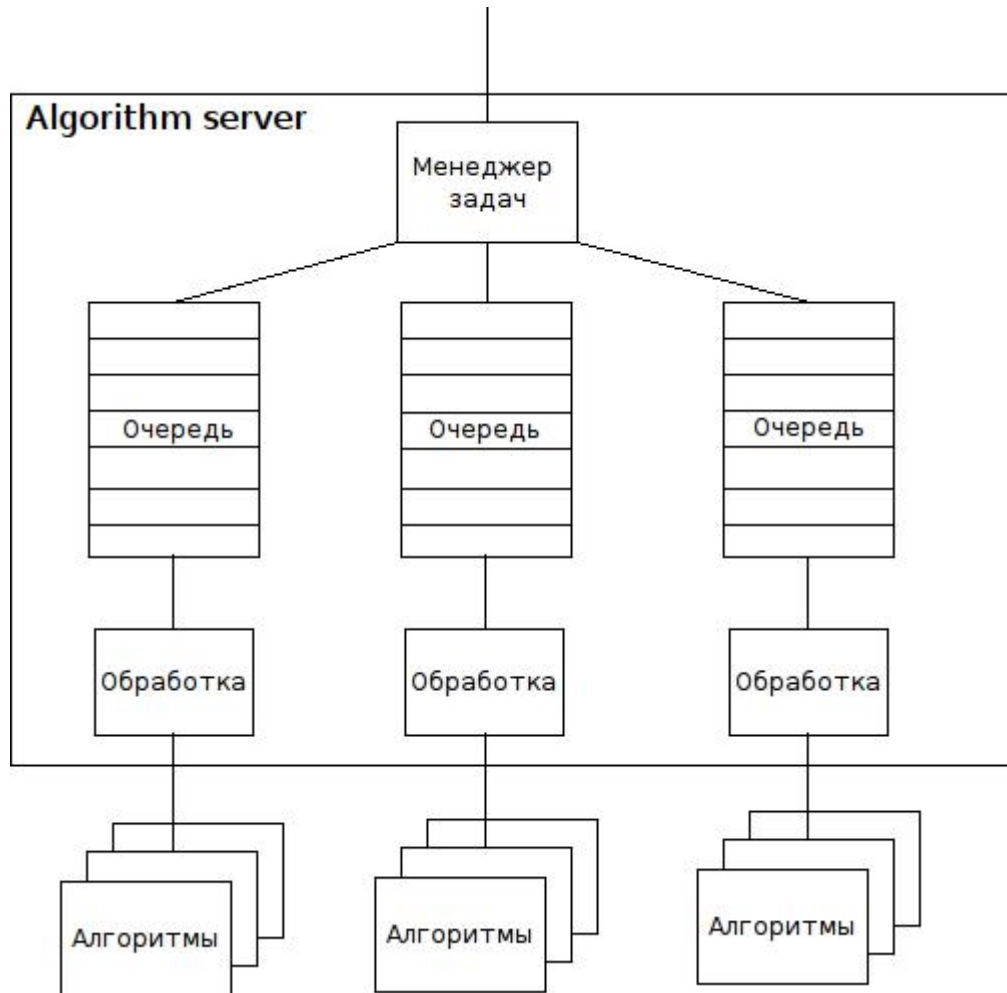 Algorithm server
Менеджер
задач
Очередь
Очередь
Очередь
Обработка
Обработка
Обработка
Алгоритмы
Алгоритмы
Алгоритмы